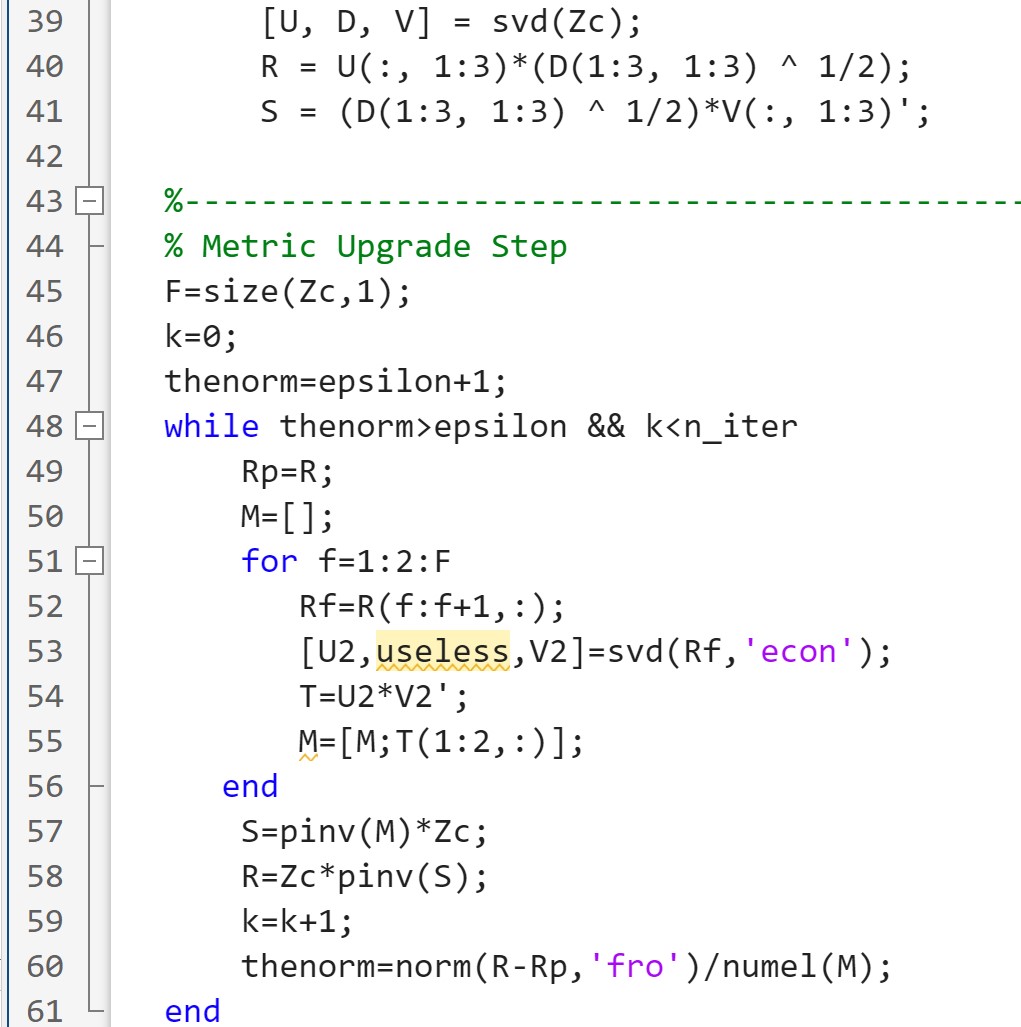 39 [U, D, V] = svd(Zc);
40 R = U(:, 1:3)*(D(1:3, 1:3) ^ 1/2);
41 S = (D(1:3, 1:3) ^ 1/2)*V(:, 1:3)';
42
43 %--------------------------------------------
44 % Metric Upgrade Step
45 F=size(Zc,1);
46 k=0;
47 thenorm=epsilon+1;
48 while thenorm>epsilon && k<n_iter
49 Rp=R;
50 M=[];
51 for f=1:2:F
52 Rf=R(f:f+1,:);
53 [U2,useless,V2]=svd(Rf,'econ');
54 T=U2*V2';
55 M=[M;T(1:2,:)];
56 end
57 S=pinv(M)*Zc;
58 R=Zc*pinv(S);
59 k=k+1;
60 thenorm=norm(R-Rp,'fro')/numel(M);
61 end